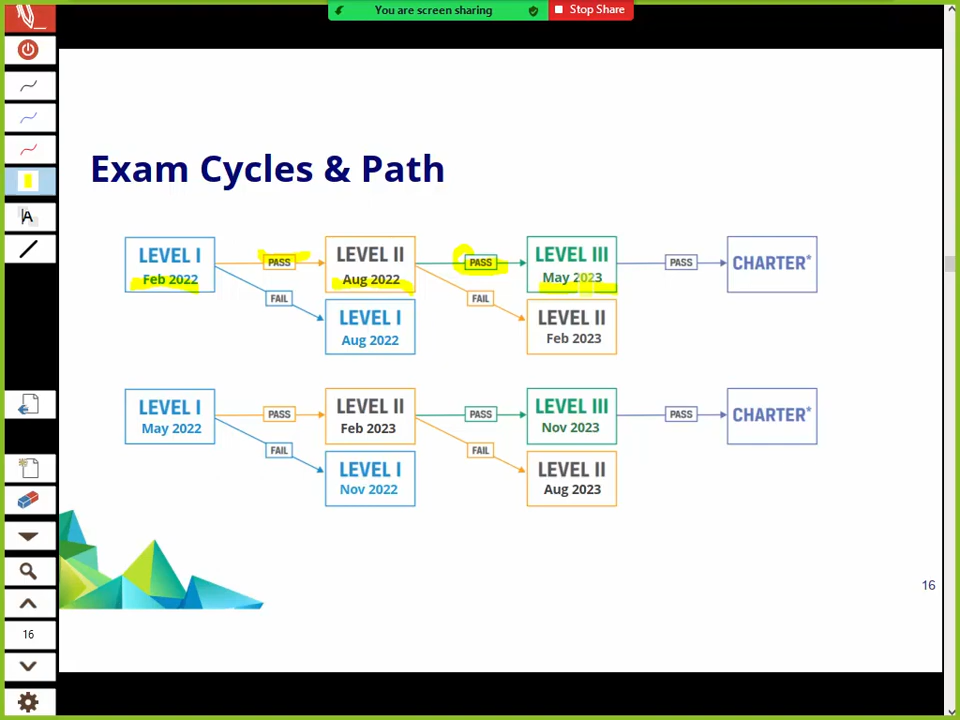 You are screen sharing
Stop Share
A
Exam Cycles & Path
LEVEL I
Feb 2022
PASS
LEVEL II
Aug 2022
PASS
LEVEL III
May 2023
PASS
CHARTER*
FAIL
LEVEL I
Aug 2022
FAIL
LEVEL II
Feb 2023
LEVEL I
May 2022
PASS
LEVEL II
Feb 2023
PASS
LEVEL III
Nov 2023
PASS
CHARTER*
FAIL
LEVEL I
Nov 2022
FAIL
LEVEL II
Aug 2023
16
16